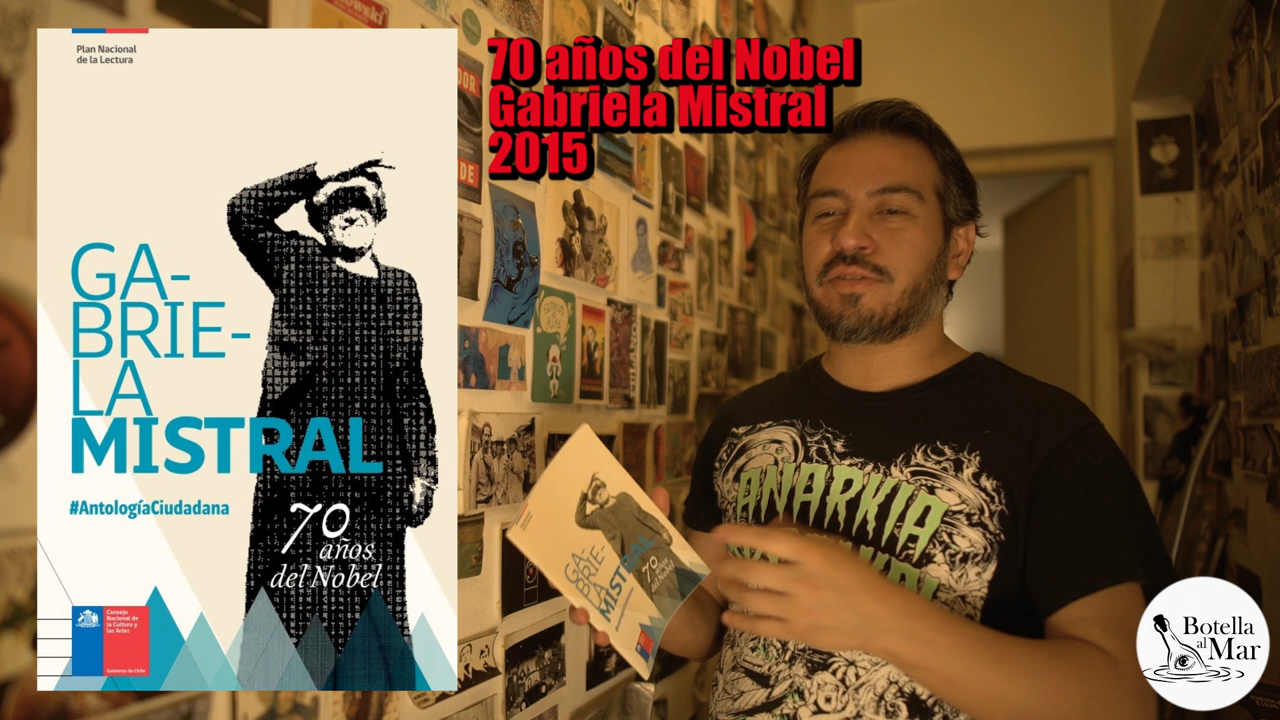 Plan Nacional
de la Lectura
GA-
BRIE-
LA
MISTRAL
#AntologíaCiudadana
70
años
del Nobel
Consejo
Nacional de
la Cultura y
las Artes
Gobierno de Chile
70 años del Nobel
Gabriela Mistral
2015
ANARKIA
GA-
BRIE-
LA
MISTRAL
70
años
del Nobel
Botella
al
Mar